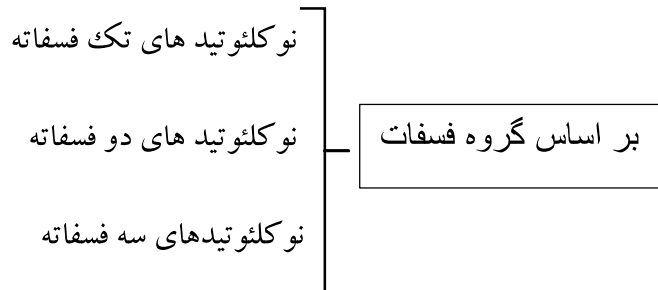 بر اساس گروه فسفات
نوکلئوتید های تک فسفاته
نوکلئوتید های دو فسفاته
نوکلئوتیدهای سه فسفاته